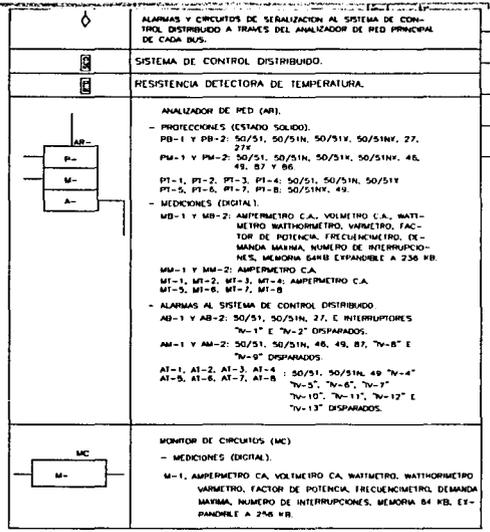 ALARMAS Y CIRCUITOS DE SEÑALIZACION AL SISTEMA DE CON-
TROL DISTRIBUIDO A TRAVES DEL ANALIZADOR DE RED PRINCIPAL
DE CADA BUS.
SISTEMA DE CONTROL DISTRIBUIDO.
RESISTENCIA DETECTORA DE TEMPERATURA.
AR-
P-
M-
A-
ANALIZADOR DE RED (AR).
- PROTECCIONES (ESTADO SOLIDO).
PB-1 Y PB-2: 50/51, 50/51N, 50/51V, 50/51NV, 27,
27X
PM-1 Y PM-2: 50/51, 50/51N, 50/51V, 50/51NV, 46,
49, 87 Y 86
PT-1, PT-2, PT-3, PT-4: 50/51, 50/51N, 50/51V
PT-5, PT-6, PT-7, PT-8: 50/51NV, 49.
- MEDICIONES (DIGITAL).
MB-1 Y MB-2: AMPERMETRO C.A., VOLMETRO C.A., WATT-
METRO WATTHORIMETRO, VARMETRO, FAC-
TOR DE POTENCIA, FRECUENCIMETRO, DE-
MANDA MAXIMA, NUMERO DE INTERRUPCIO-
NES, MEMORIA 64KB EXPANDIBLE A 256 KB.
MM-1 Y MM-2: AMPERMETRO C.A
MT-1, MT-2, MT-3, MT-4: AMPERMETRO C.A.
MT-5, MT-6, MT-7, MT-8
- ALARMAS AL SISTEMA DE CONTROL DISTRIBUIDO
AB-1 Y AB-2: 50/51, 50/51N, 27, E INTERRUPTORES
"IV-1" E "IV-2" DISPARADOS.
AM-1 Y AM-2: 50/51, 50/51N, 46, 49, 87, "IV-8" E
"IV-9" DISPARADOS.
AT-1, AT-2, AT-3, AT-4 : 50/51, 50/51N, 49 "IV-4"
AT-5, AT-6, AT-7, AT-8 "IV-5", "IV-6", "IV-7"
"IV-10", "IV-11", "IV-12" E
"IV-13" DISPARADOS.
MC
M-
MONITOR DE CIRCUITOS (MC)
- MEDICIONES (DIGITAL).
M-1, AMPERMETRO CA, VOLTMETRO CA, WATTMETRO, WATTHORIMETRO
VARMETRO, FACTOR DE POTENCIA, FRECUENCIMETRO, DEMANDA
MAXIMA, NUMERO DE INTERRUPCIONES, MEMORIA 64 KB, EX-
PANDIBLE A 256 KB.